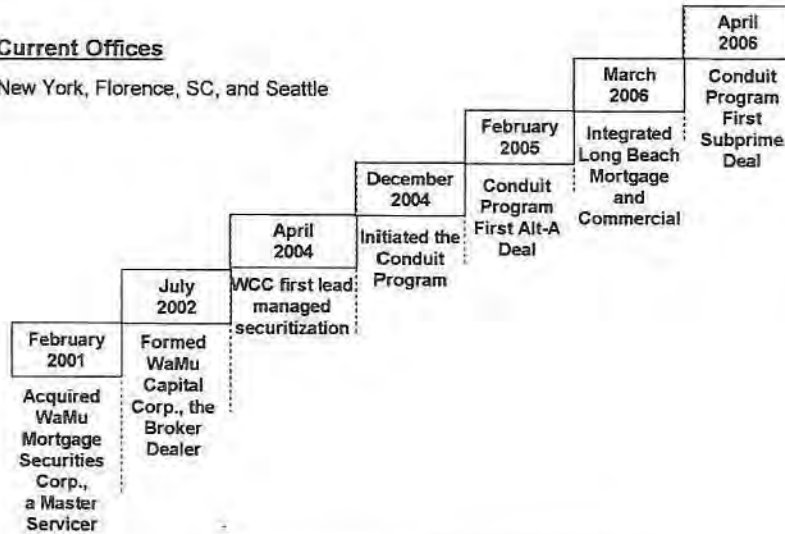 Current Offices
New York, Florence, SC, and Seattle
February
2001
Acquired
WaMu
Mortgage
Securities
Corp.,
a Master
Servicer
July
2002
Formed
WaMu
Capital
Corp., the
Broker
Dealer
April
2004
WCC first lead
managed
securitization
December
2004
Initiated the
Conduit
Program
February
2005
Conduit
Program
First Alt-A
Deal
March
2006
Integrated
Long Beach
Mortgage
and
Commercial
April
2006
Conduit
Program
First
Subprime
Deal